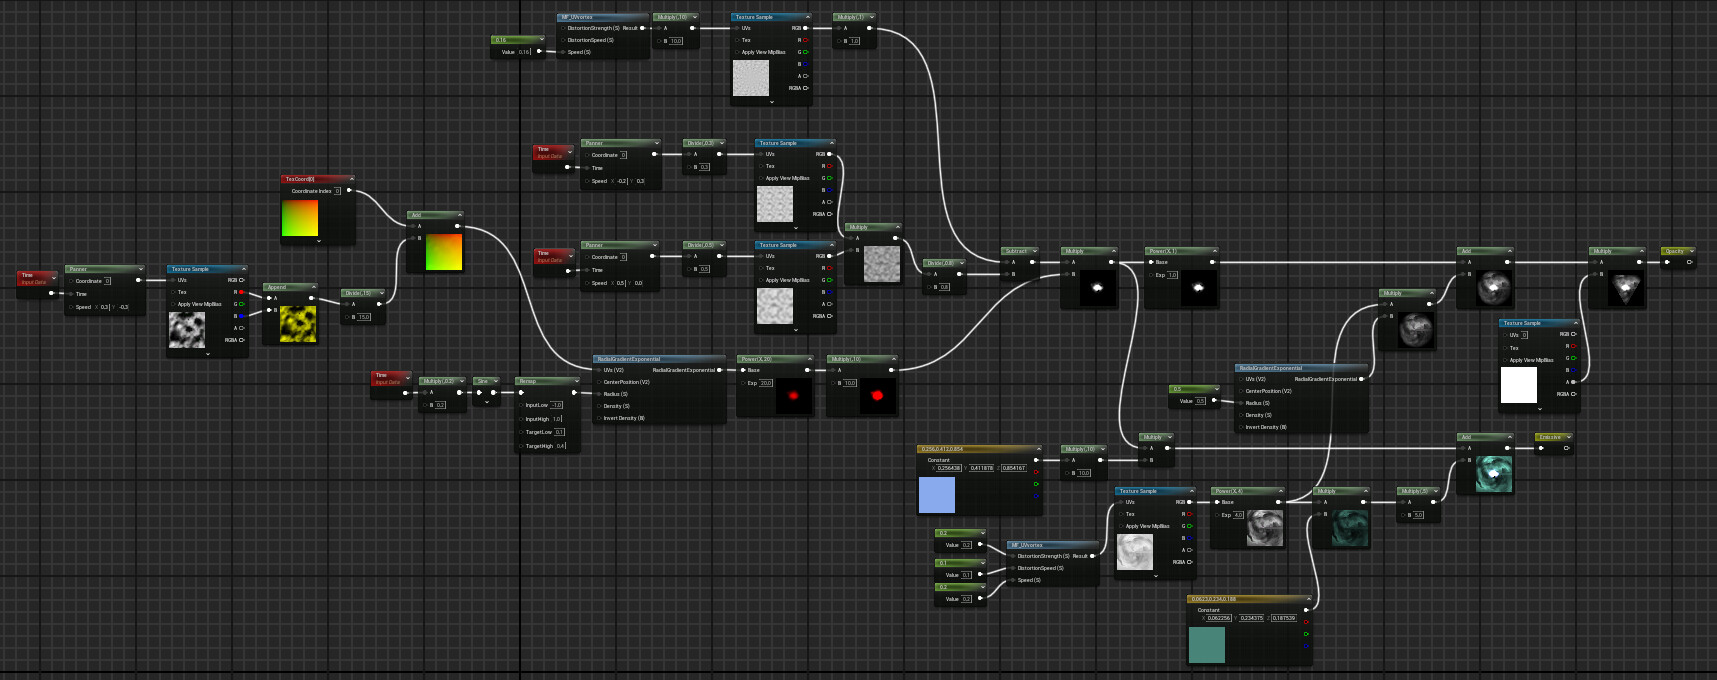 MF_UVvortex
DistortionStrength (S) Result
DistortionSpeed (S)
Speed (S)
0.16
Value 0.16
Multiply(,10)
A
B 10.0
Texture Sample
UVs RGB
Tex R
Apply View MipBias G
B
A
RGBA
Multiply(,1)
A
B 1.0
Time
Input Data
Panner
Coordinate 0
Time
Speed X -0.2 Y 0.3
Divide(,0.3)
A
B 0.3
Texture Sample
UVs RGB
Tex R
Apply View MipBias G
B
A
RGBA
TexCoord[0]
Coordinate Index 0
Add
A
B
Time
Input Data
Panner
Coordinate 0
Time
Speed X 0.3 Y -0.3
Texture Sample
UVs RGB
Tex R
Apply View MipBias G
B
A
RGBA
Append
A
B
Divide(,15)
A
B 15.0
Time
Input Data
Panner
Coordinate 0
Time
Speed X 0.5 Y 0.0
Divide(,0.5)
A
B 0.5
Texture Sample
UVs RGB
Tex R
Apply View MipBias G
B
A
RGBA
Multiply
A
B
Divide(,0.8)
A
B 0.8
Subtract
A
B
Multiply
A
B
Power(X,1)
Base
Exp 1.0
Time
Input Data
Multiply(,0.2)
A
B 0.2
Sine
Remap
InputLow -1.0
InputHigh 1.0
TargetLow 0.1
TargetHigh 0.4
RadialGradientExponential
UVs (V2) RadialGradientExponential
CenterPosition (V2)
Radius (S)
Density (S)
Invert Density (B)
Power(X,20)
Base
Exp 20.0
Multiply(,10)
A
B 10.0
Add
A
B
Multiply
A
B
Opacity
Multiply
A
B
Texture Sample
UVs 0 RGB
Tex R
Apply View MipBias G
B
A
RGBA
0.5
Value 0.5
RadialGradientExponential
UVs (V2) RadialGradientExponential
CenterPosition (V2)
Radius (S)
Density (S)
Invert Density (B)
0.256,0.412,0.854
Constant
X 0.256438 Y 0.411878 Z 0.854167
Multiply(,10)
A
B 10.0
Multiply
A
B
Add
A
B
Emissive
Texture Sample
UVs RGB
Tex R
Apply View MipBias G
B
A
RGBA
Power(X,4)
Base
Exp 4.0
Multiply
A
B
Multiply(,5)
A
B 5.0
Value 0.3
0.1
Value 0.1
0.2
Value 0.2
MF_UVvortex
DistortionStrength (S) Result
DistortionSpeed (S)
Speed (S)
0.0623,0.234,0.188
Constant
X 0.062256 Y 0.234375 Z 0.187539